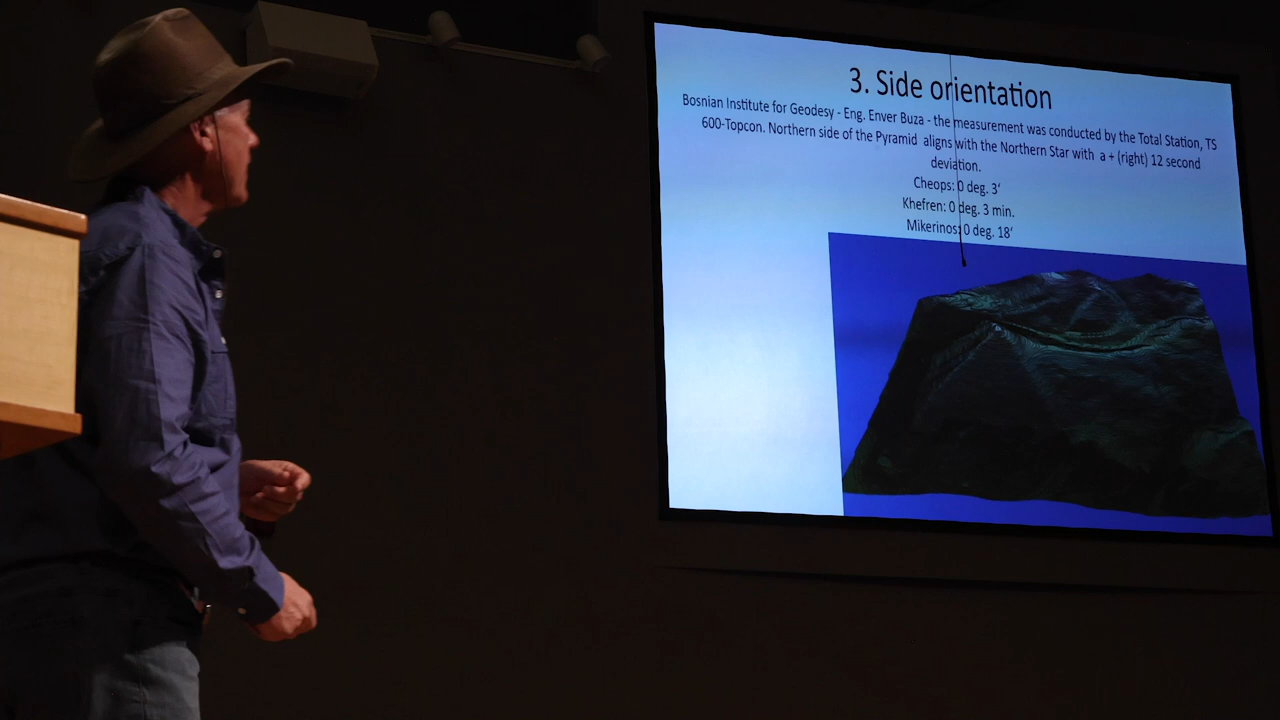 3. Side orientation
Bosnian Institute for Geodesy - Eng. Enver Buza - the measurement was conducted by the Total Station, TS
600-Topcon. Northern side of the Pyramid aligns with the Northern Star with a + (right) 12 second
deviation.
Cheops: 0 deg. 3‘
Khefren: 0 deg. 3 min.
Mikerinos: 0 deg. 18‘